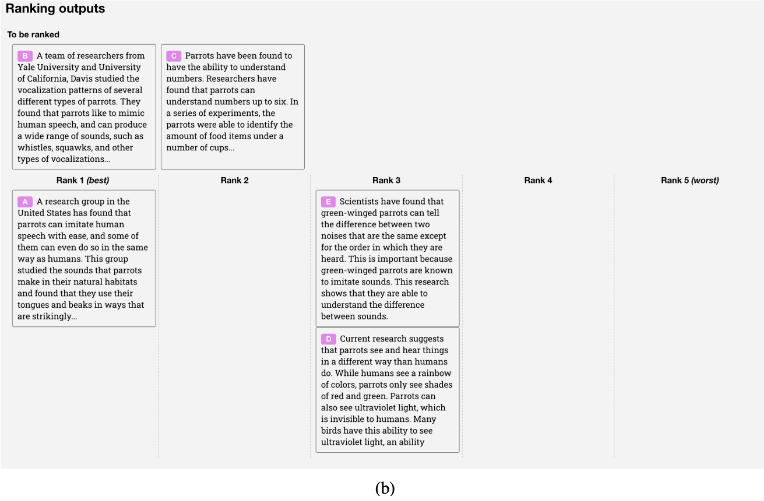 Ranking outputs
To be ranked
B A team of researchers from
Yale University and University
of California, Davis studied the
vocalization patterns of several
different types of parrots. They
found that parrots like to mimic
human speech, and can produce
a wide range of sounds, such as
whistles, squawks, and other
types of vocalizations...
C Parrots have been found to
have the ability to understand
numbers. Researchers have
found that parrots can
understand numbers up to six. In
a series of experiments, the
parrots were able to identify the
amount of food items under a
number of cups...
Rank 1 (best)
Rank 2
Rank 3
Rank 4
Rank 5 (worst)
A A research group in the
United States has found that
parrots can imitate human
speech with ease, and some of
them can even do so in the same
way as humans. This group
studied the sounds that parrots
make in their natural habitats
and found that they use their
tongues and beaks in ways that
are strikingly...
E Scientists have found that
green-winged parrots can tell
the difference between two
noises that are the same except
for the order in which they are
heard. This is important because
green-winged parrots are known
to imitate sounds. This research
shows that they are able to
understand the difference
between sounds.
D Current research suggests
that parrots see and hear things
in a different way than humans
do. While humans see a rainbow
of colors, parrots only see shades
of red and green. Parrots can
also see ultraviolet light, which
is invisible to humans. Many
birds have this ability to see
ultraviolet light, an ability
(b)